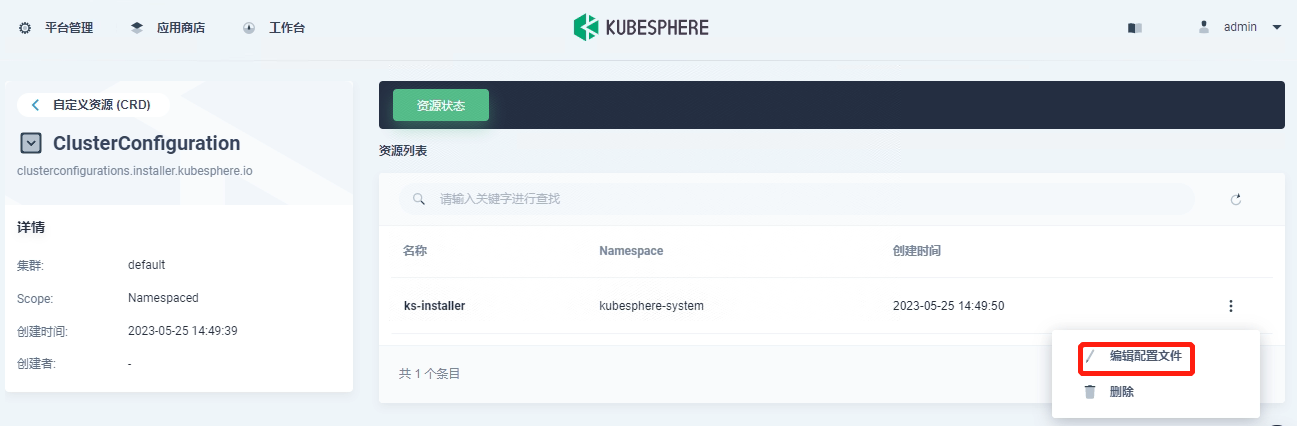 平台管理 应用商店 工作台 KUBESPHERE admin
自定义资源 (CRD)
ClusterConfiguration
clusterconfigurations.installer.kubesphere.io
详情
集群: default
Scope: Namespaced
创建时间: 2023-05-25 14:49:39
创建者: -
资源状态
资源列表
请输入关键字进行查找
名称 Namespace 创建时间
ks-installer kubesphere-system 2023-05-25 14:49:50
共 1 个条目
编辑配置文件
删除